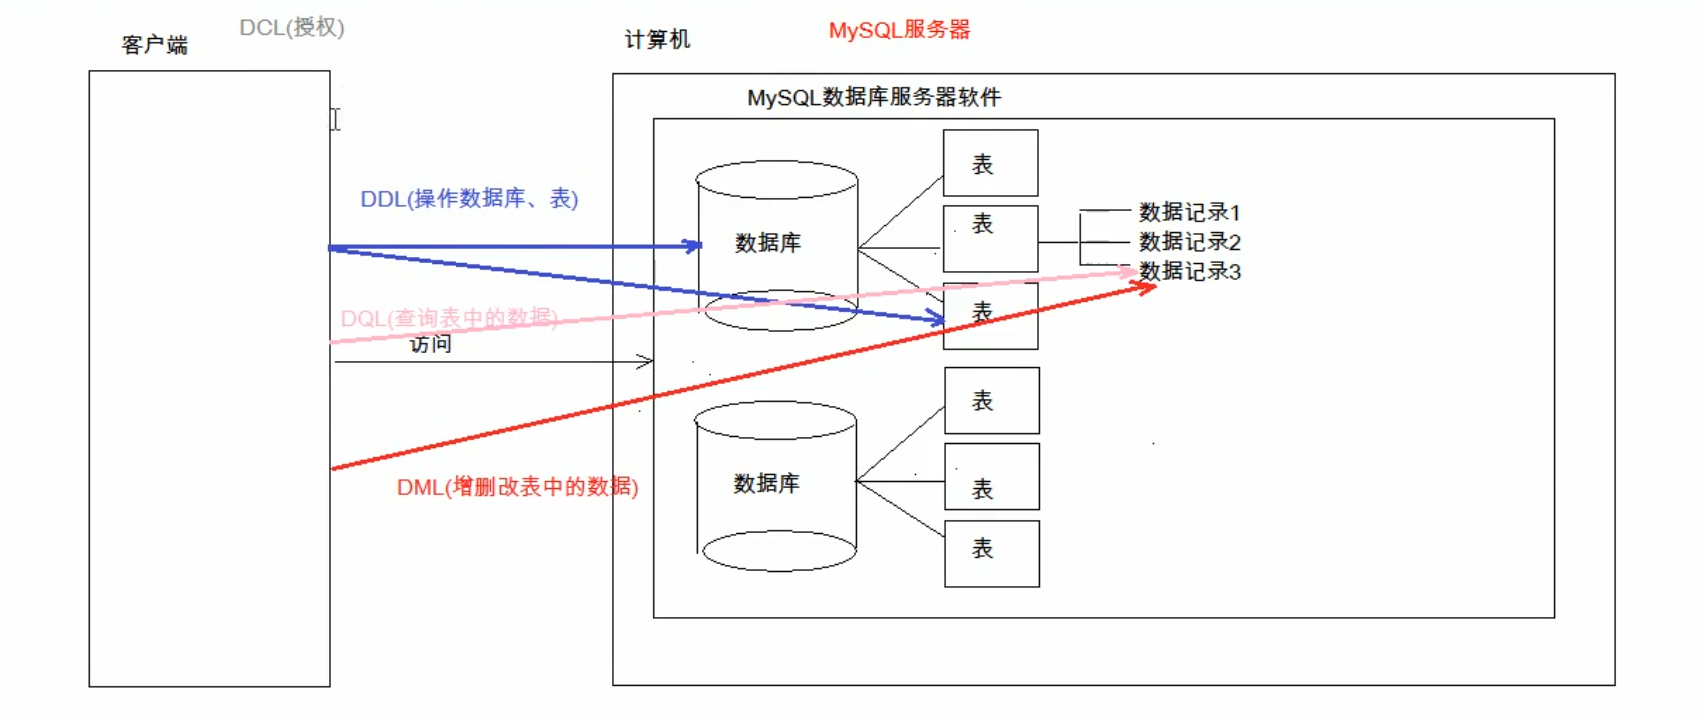 DCL(授权)
客户端
计算机
MySQL服务器
MySQL数据库服务器软件
表
DDL(操作数据库、表)
表
数据记录1
数据库
数据记录2
数据记录3
DQL(查询表中的数据)
表
访问
表
数据库
DML(增删改表中的数据)
表
表